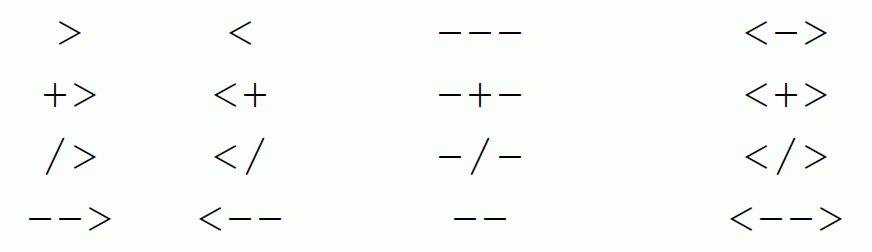 > < --- <->
+> <+ -+- <+>
/> </ -/- </>
--> <-- -- <-->